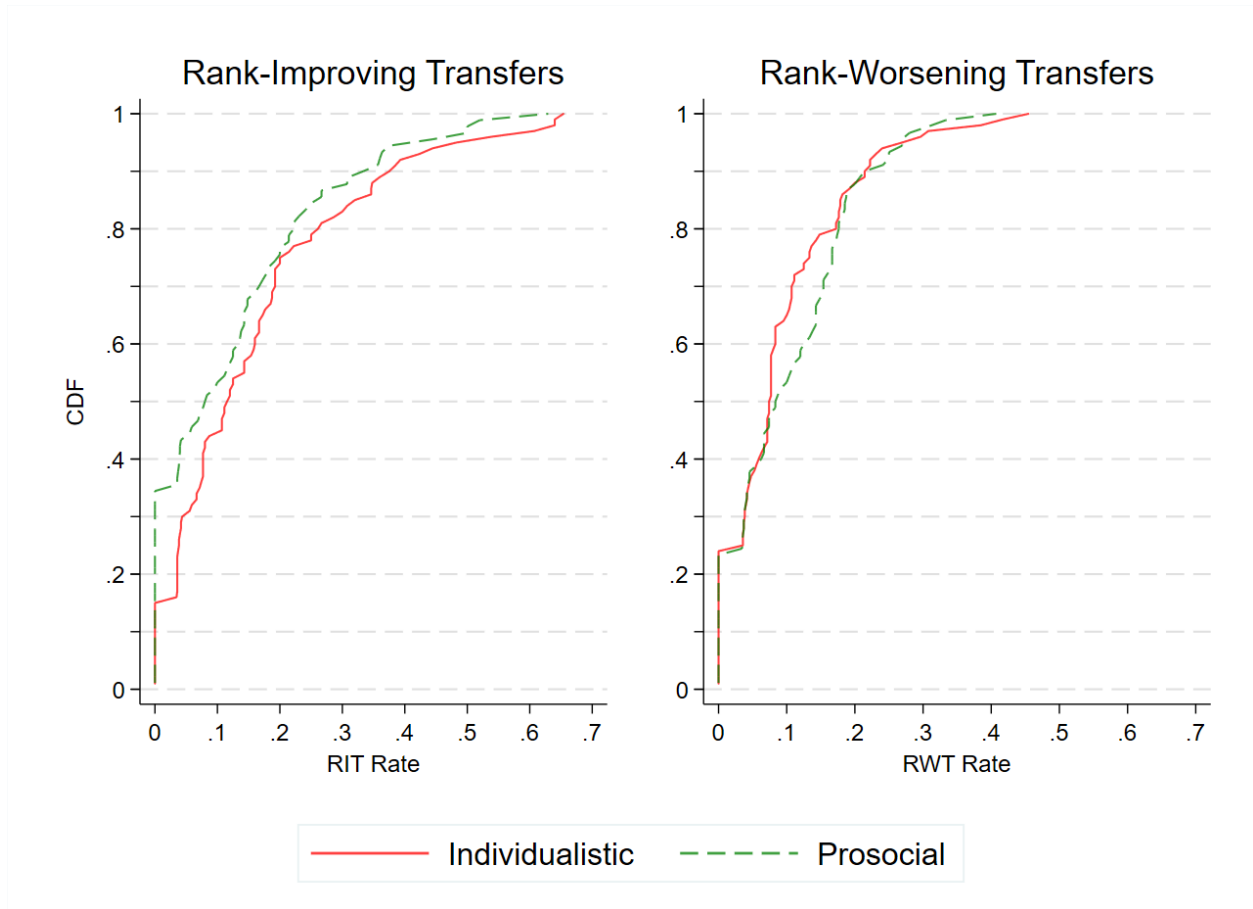 Rank-Improving Transfers
CDF
1
.8
.6
.4
.2
0
0 .1 .2 .3 .4 .5 .6 .7
RIT Rate
Rank-Worsening Transfers
1
.8
.6
.4
.2
0
0 .1 .2 .3 .4 .5 .6 .7
RWT Rate
Individualistic Prosocial